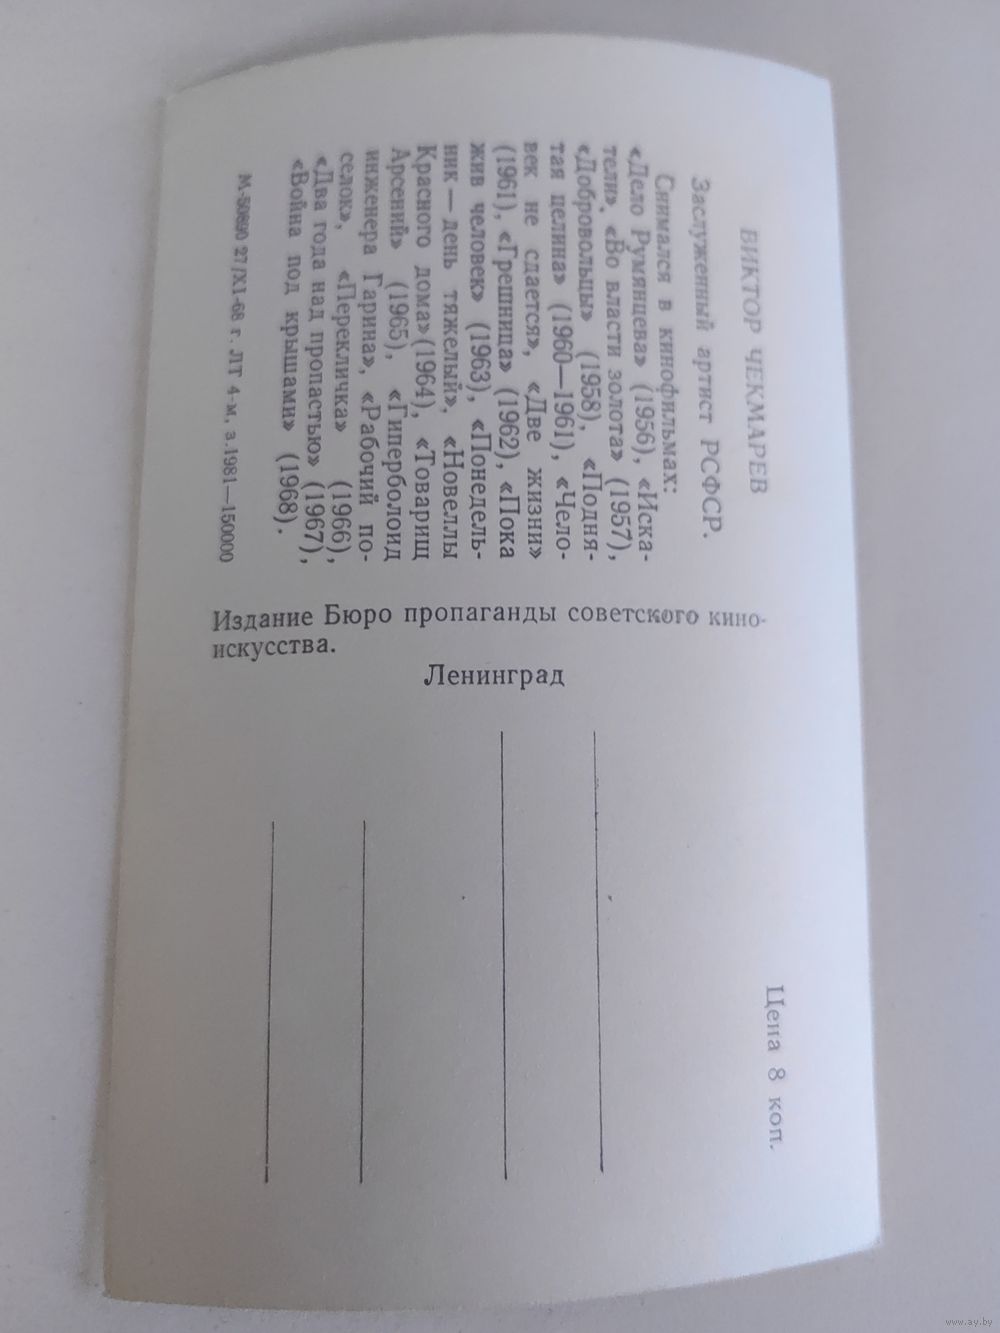 ВИКТОР ЧЕКМАРЕВ
Заслуженный артист РСФСР.
Снимался в кинофильмах:
«Дело Румянцева» (1956), «Иска-
тели», «Во власти золота» (1957),
«Добровольцы» (1958), «Подня-
тая целина» (1960—1961), «Чело-
век не сдается», «Две жизни»
(1961), «Грешница» (1962), «Пока
жив человек» (1963), «Понедель-
ник — день тяжелый», «Новеллы
Красного дома» (1964), «Товарищ
Арсений» (1965), «Гиперболоид
инженера Гарина», «Рабочий по-
селок», «Перекличка» (1966),
«Два года над пропастью» (1967),
«Война под крышами» (1968).
М-50690 27/XI-68 г. ЛТ 4-м, з.1981—150000
Издание Бюро пропаганды советского кино-
искусства.
Ленинград
Цена 8 коп.
www.ay.by